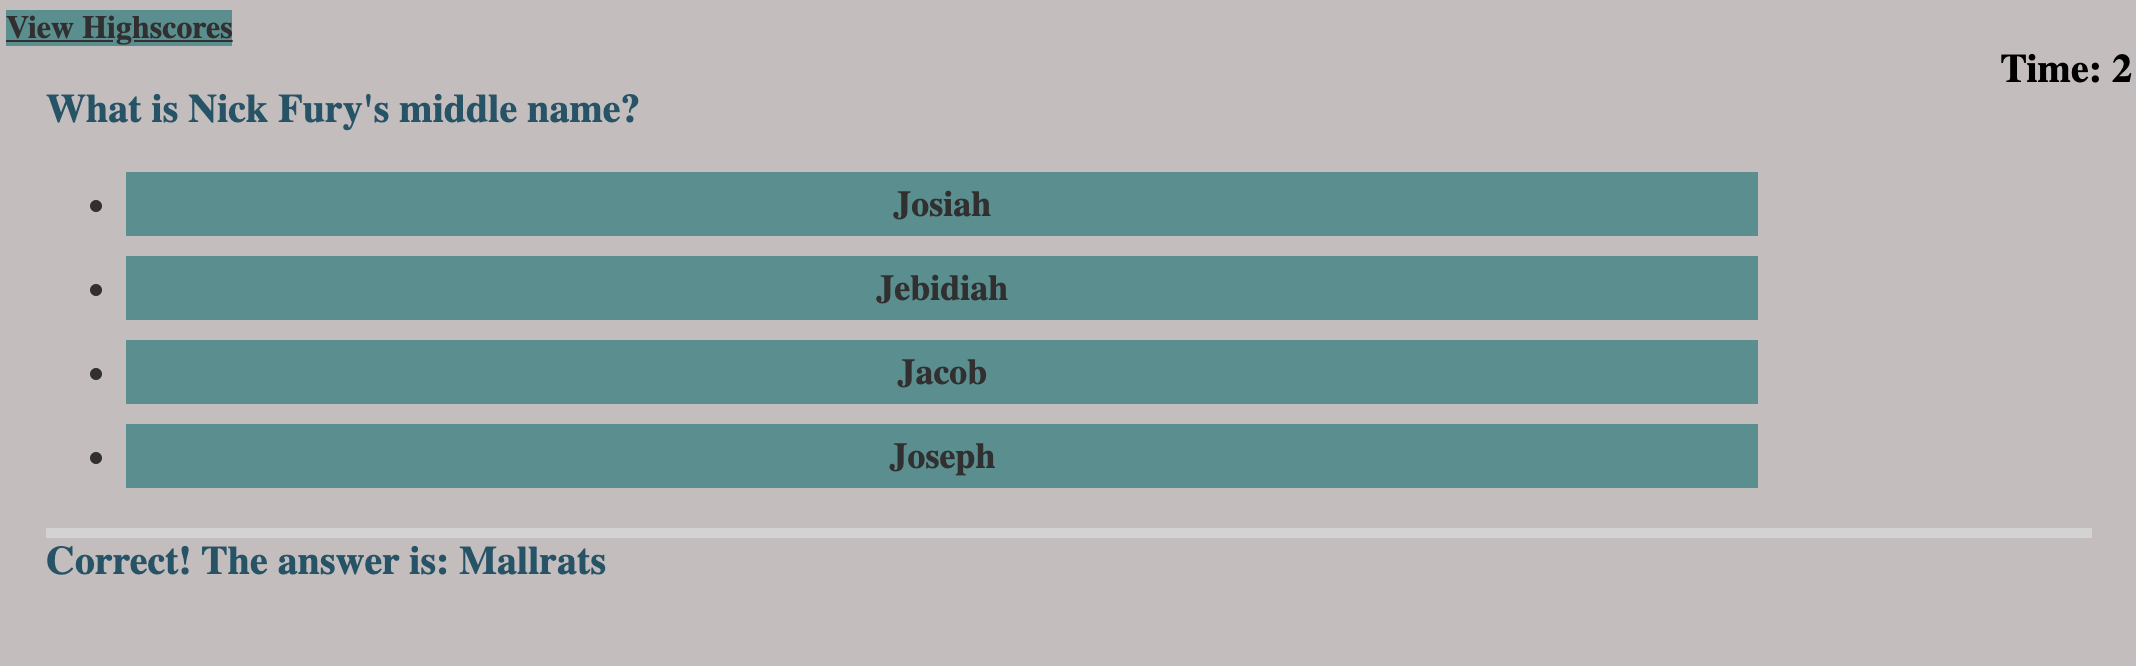 View Highscores
Time: 2
What is Nick Fury's middle name?
Josiah
Jebidiah
Jacob
Joseph
Correct! The answer is: Mallrats